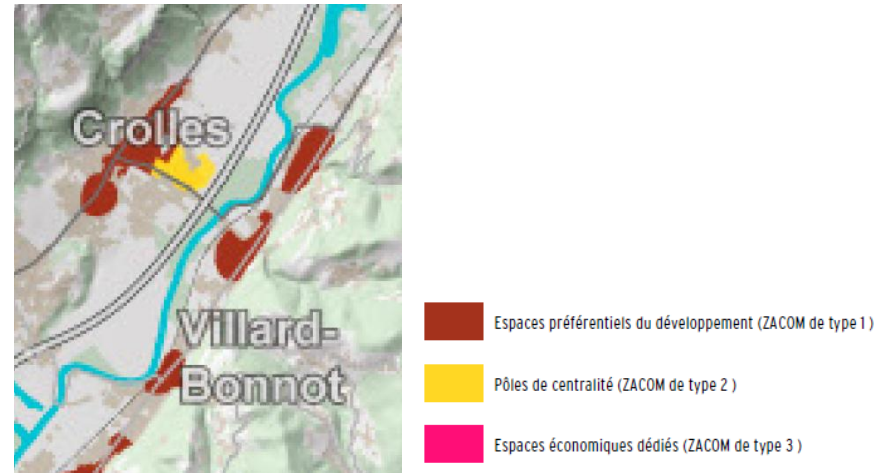 Crolles
Villard-
Bonnot
Espaces préférentiels du développement (ZACOM de type 1 )
Pôles de centralité (ZACOM de type 2 )
Espaces économiques dédiés (ZACOM de type 3 )